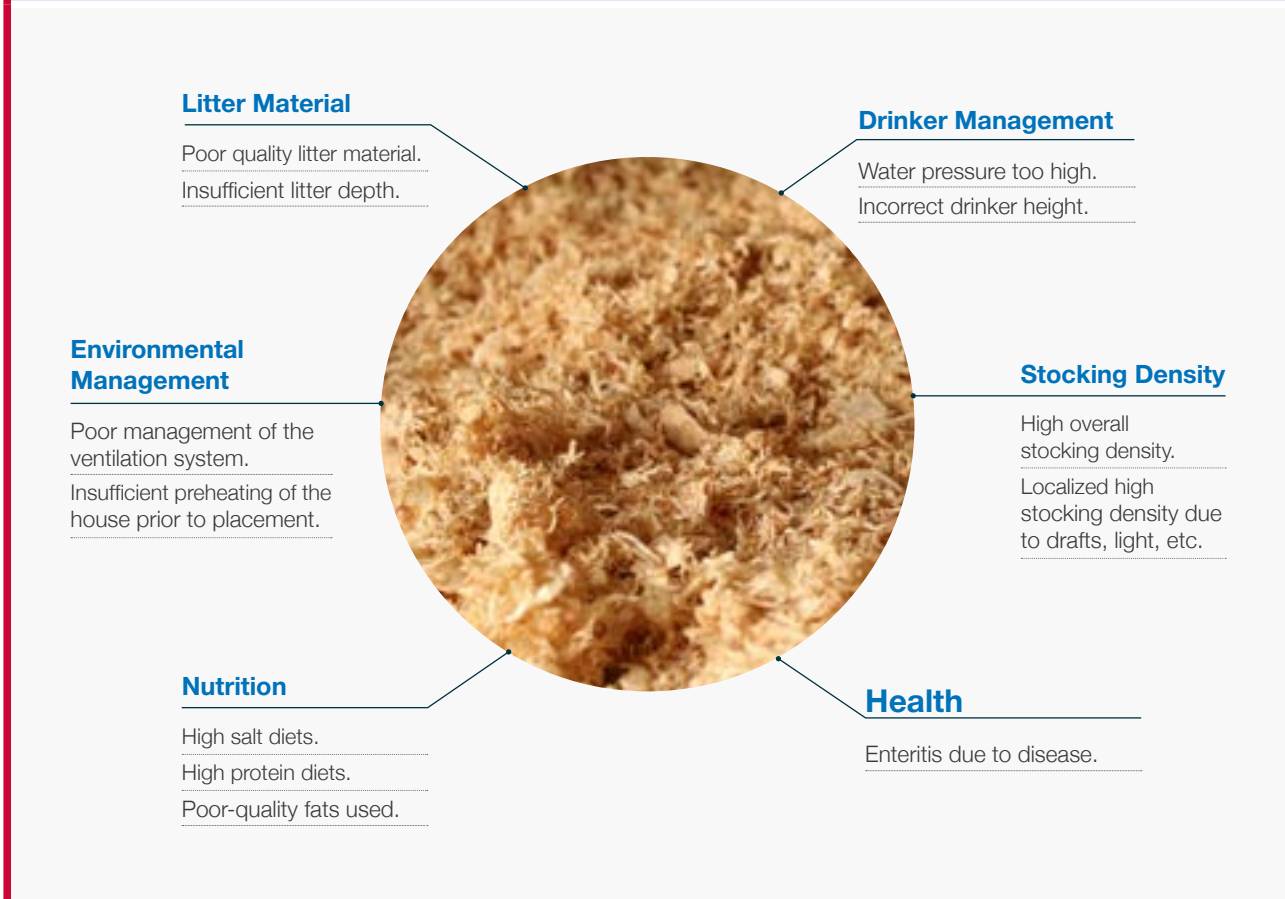 Litter Material
Poor quality litter material.
Insufficient litter depth.
Drinker Management
Water pressure too high.
Incorrect drinker height.
Environmental
Management
Poor management of the
ventilation system.
Insufficient preheating of the
house prior to placement.
Stocking Density
High overall
stocking density.
Localized high
stocking density due
to drafts, light, etc.
Nutrition
High salt diets.
High protein diets.
Poor-quality fats used.
Health
Enteritis due to disease.